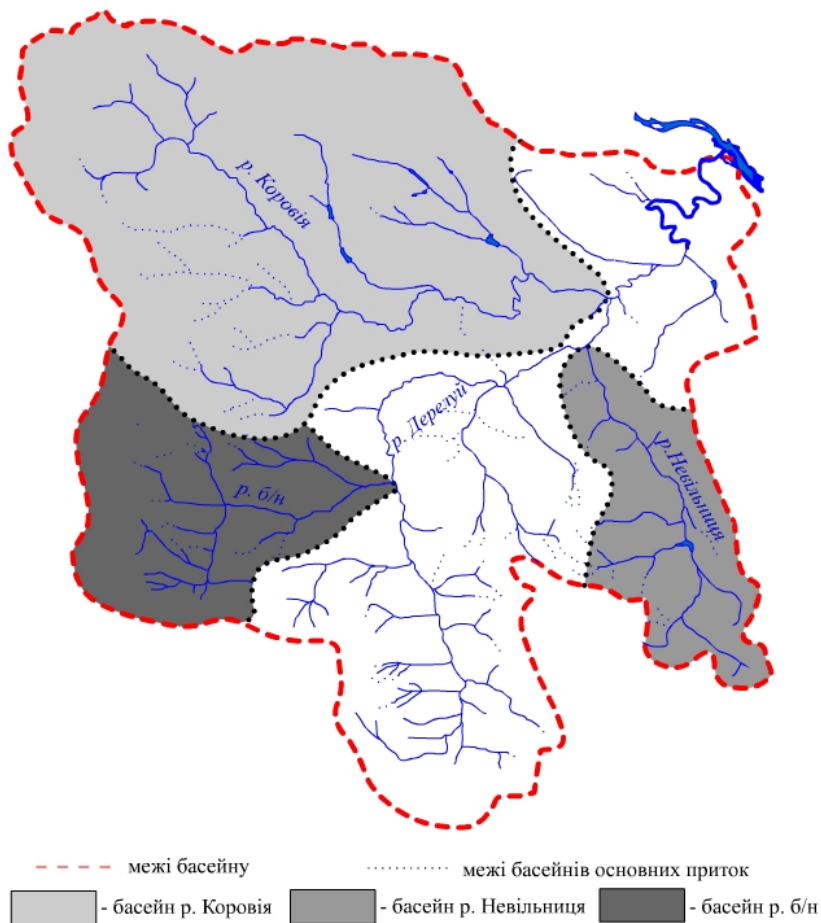 р. Коровія
р. Дерелуй
р.Невільниця
р. б/н
межі басейну
межі басейнів основних приток
- басейн р. Коровія
- басейн р. Невільниця
- басейн р. б/н